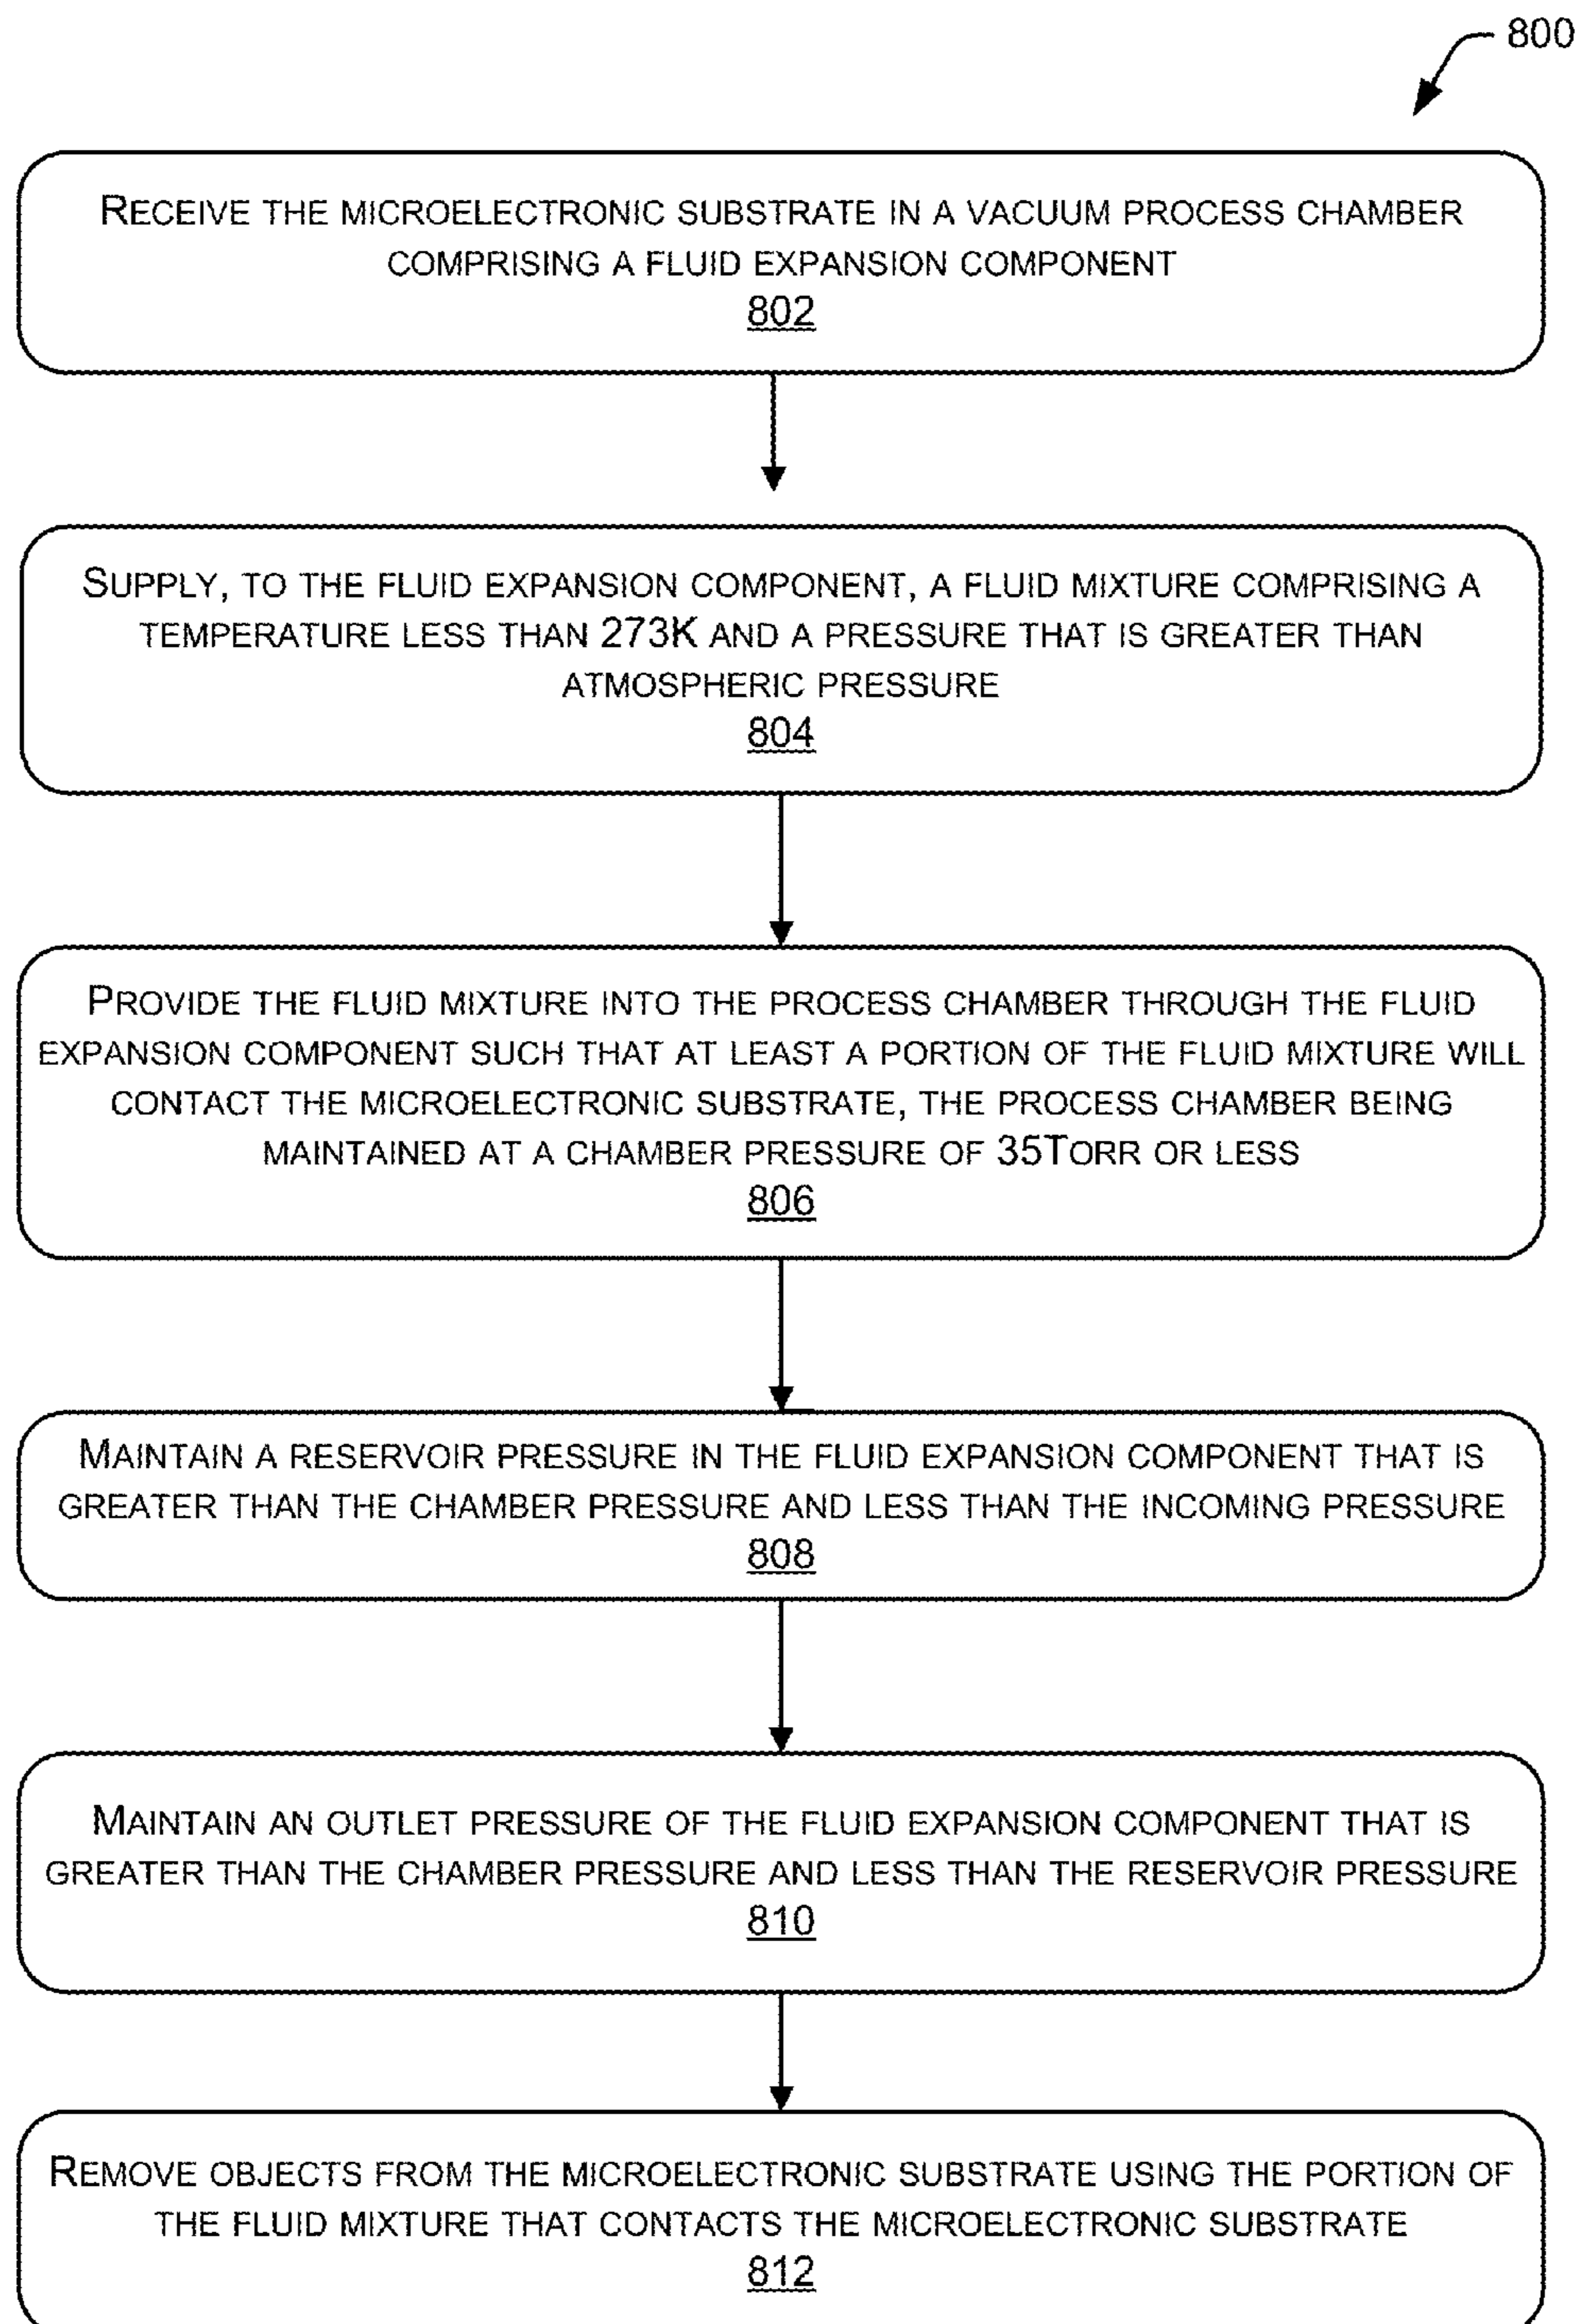 800
RECEIVE THE MICROELECTRONIC SUBSTRATE IN A VACUUM PROCESS CHAMBER
COMPRISING A FLUID EXPANSION COMPONENT
802
SUPPLY, TO THE FLUID EXPANSION COMPONENT, A FLUID MIXTURE COMPRISING A
TEMPERATURE LESS THAN 273K AND A PRESSURE THAT IS GREATER THAN
ATMOSPHERIC PRESSURE
804
PROVIDE THE FLUID MIXTURE INTO THE PROCESS CHAMBER THROUGH THE FLUID
EXPANSION COMPONENT SUCH THAT AT LEAST A PORTION OF THE FLUID MIXTURE WILL
CONTACT THE MICROELECTRONIC SUBSTRATE, THE PROCESS CHAMBER BEING
MAINTAINED AT A CHAMBER PRESSURE OF 35TORR OR LESS
806
MAINTAIN A RESERVOIR PRESSURE IN THE FLUID EXPANSION COMPONENT THAT IS
GREATER THAN THE CHAMBER PRESSURE AND LESS THAN THE INCOMING PRESSURE
808
MAINTAIN AN OUTLET PRESSURE OF THE FLUID EXPANSION COMPONENT THAT IS
GREATER THAN THE CHAMBER PRESSURE AND LESS THAN THE RESERVOIR PRESSURE
810
REMOVE OBJECTS FROM THE MICROELECTRONIC SUBSTRATE USING THE PORTION OF
THE FLUID MIXTURE THAT CONTACTS THE MICROELECTRONIC SUBSTRATE
812